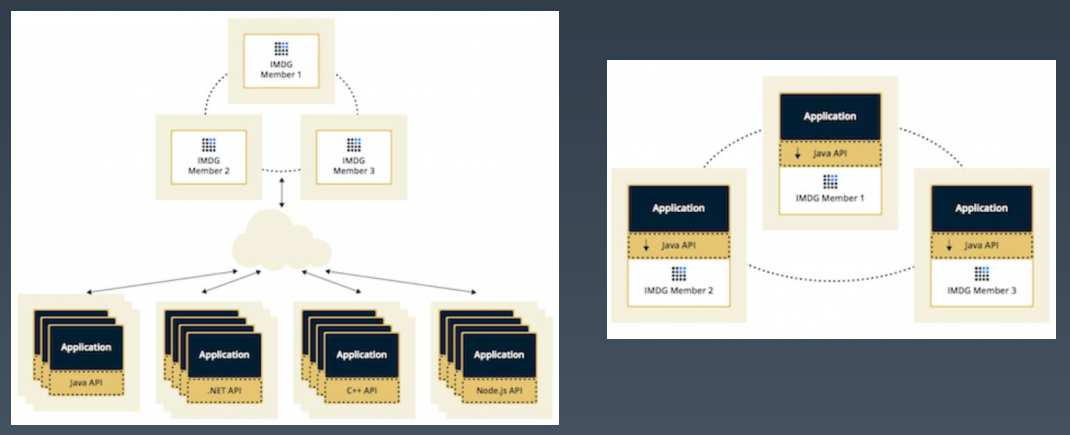 IMDG
Member 1
IMDG
Member 2
IMDG
Member 3
Application
Java API
Application
.NET API
Application
C++ API
Application
Node.js API
Application
Java API
IMDG Member 1
Application
Java API
IMDG Member 2
Application
Java API
IMDG Member 3